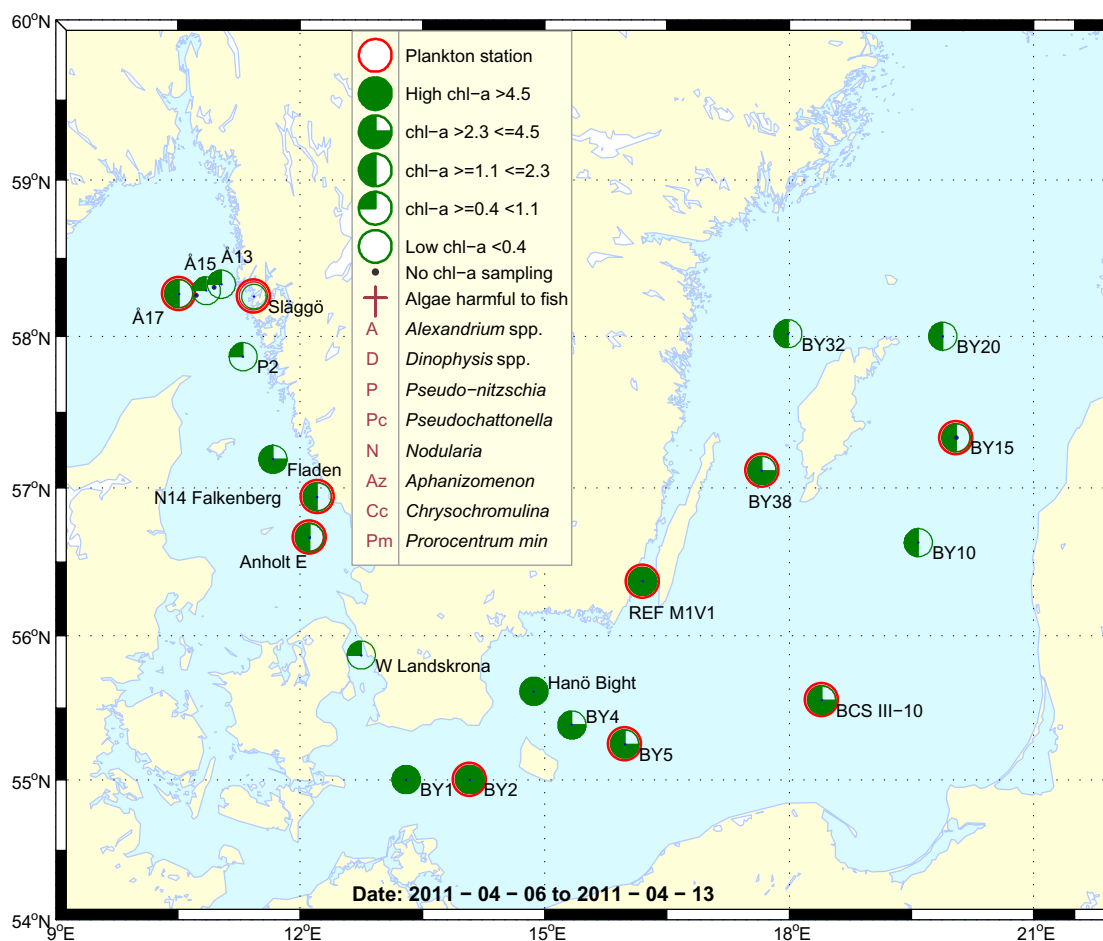 60°N
59°N
58°N
57°N
56°N
55°N
54°N
9°E
12°E
15°E
18°E
21°E
Plankton station
High chl−a >4.5
chl−a >2.3 <=4.5
chl−a >=1.1 <=2.3
chl−a >=0.4 <1.1
Low chl−a <0.4
No chl−a sampling
Algae harmful to fish
A Alexandrium spp.
D Dinophysis spp.
P Pseudo−nitzschia
Pc Pseudochattonella
N Nodularia
Az Aphanizomenon
Cc Chrysochromulina
Pm Prorocentrum min
Å13
Å15
Å17
Släggö
P2
Fladen
N14 Falkenberg
Anholt E
W Landskrona
Hanö Bight
BY4
BY5
BY1
BY2
REF M1V1
BY32
BY20
BY15
BY38
BY10
BCS III−10
Date: 2011 − 04 − 06 to 2011 − 04 − 13